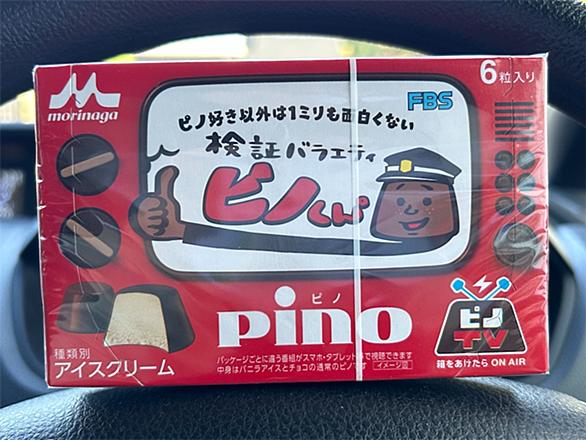 morinaga
6粒入り
FBS
ピノ好き以外は1ミリも面白くない
検証バラエティ
ピノくん
ピノ
pino
ピノ
TV
種類別
アイスクリーム
パッケージごとに違う番組がスマホ・タブレット等で視聴できます
中身はバニラアイスとチョコの通常のピノです イメージ図
箱をあけたら ON AIR